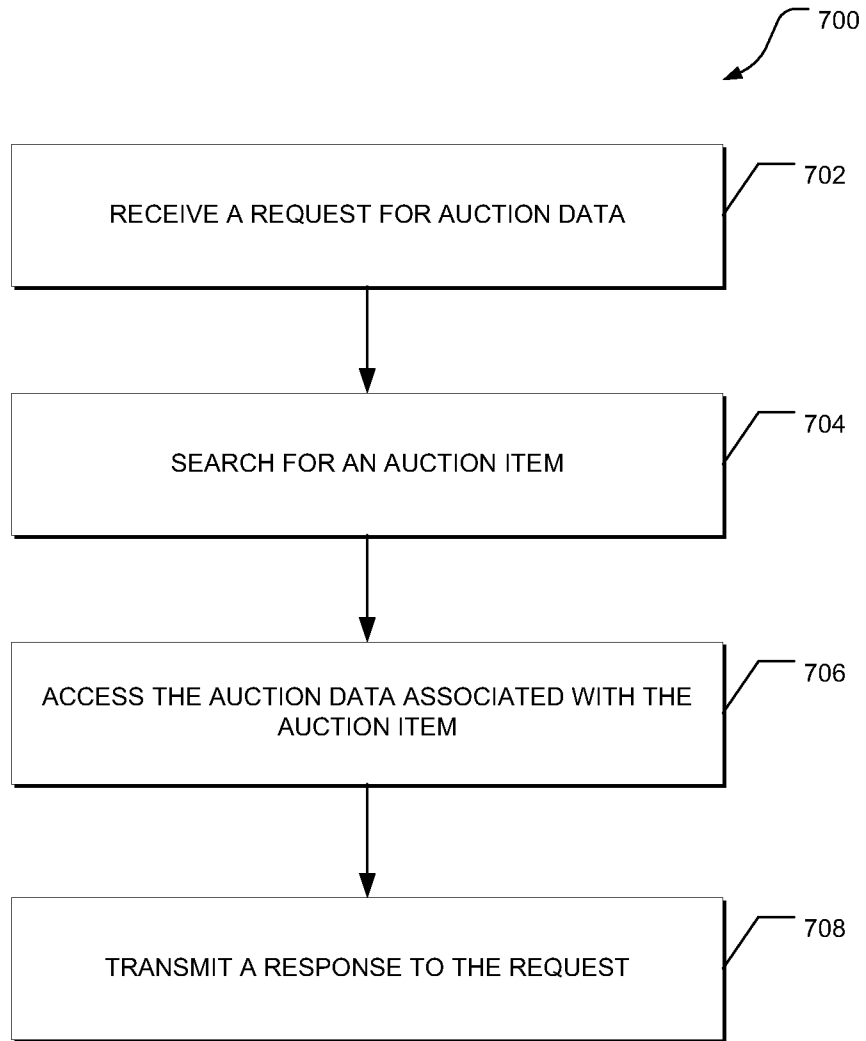 700
RECEIVE A REQUEST FOR AUCTION DATA
702
SEARCH FOR AN AUCTION ITEM
704
ACCESS THE AUCTION DATA ASSOCIATED WITH THE
AUCTION ITEM
706
TRANSMIT A RESPONSE TO THE REQUEST
708